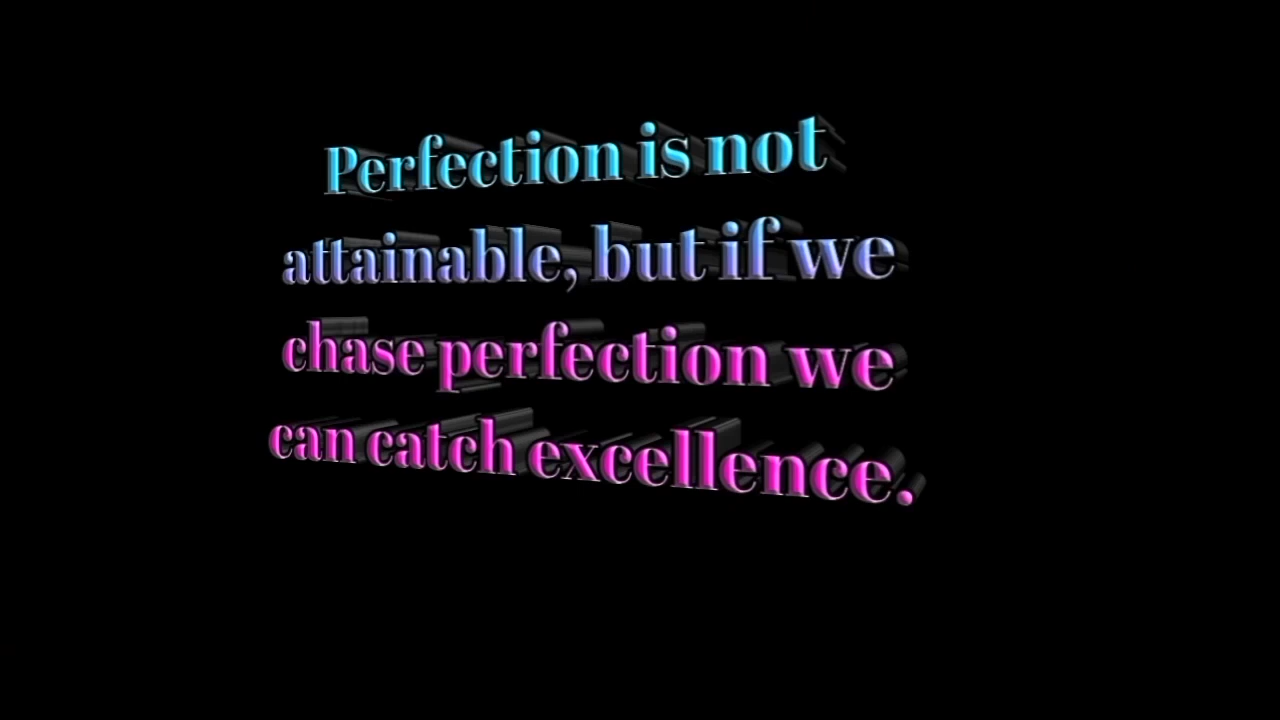 Perfection is not
attainable, but if we
chase perfection we
can catch excellence.